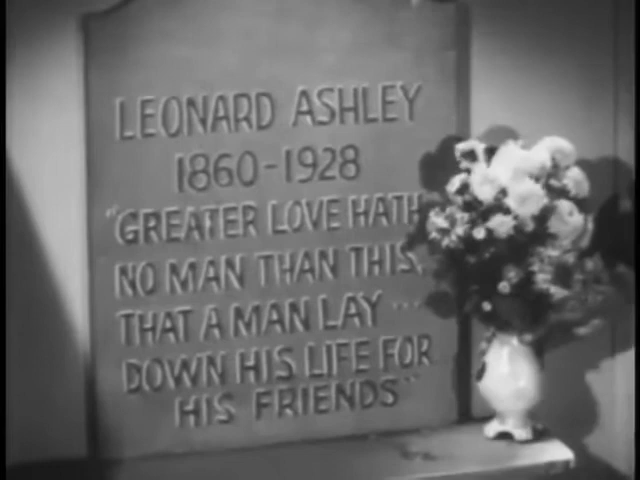 LEONARD ASHLEY
1860-1928
"GREATER LOVE HATH
NO MAN THAN THIS,
THAT A MAN LAY ...
DOWN HIS LIFE FOR
HIS FRIENDS"